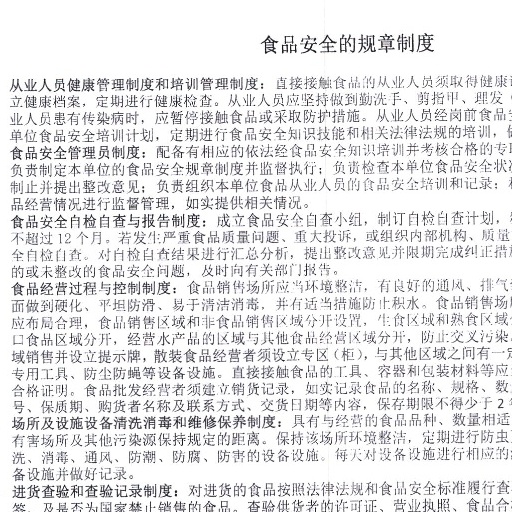 食品安全的规章制度
从业人员健康管理制度和培训管理制度：直接接触食品的从业人员须取得健康
立健康档案，定期进行健康检查。从业人员应坚持做到勤洗手、剪指甲、理发
业人员患有传染病时，应暂停接触食品或采取防护措施。从业人员经岗前食品安
单位食品安全培训计划，定期进行食品安全知识技能和相关法律法规的培训，
食品安全管理员制度：配备有相应的依法经食品安全知识培训并考核合格的专
负责制定本单位的食品安全规章制度并监督执行；负责检查本单位食品安全状
制止并提出整改意见；负责组织本单位食品从业人员的食品安全培训和记录；
品经营情况进行监督管理，如实提供相关情况。
食品安全自检自查与报告制度：成立食品安全自查小组，制订自检自查计划，
不超过 12 个月。若发生严重食品质量问题、重大投诉，或组织内部机构、质量
全自检自查。对自检自查结果进行汇总分析，提出整改意见并限期完成纠正措
的或未整改的食品安全问题，及时向有关部门报告。
食品经营过程与控制制度：食品销售场所应当环境整洁，有良好的通风、排气
面做到硬化、平坦防滑、易于清洁消毒，并有适当措施防止积水。食品销售场
应布局合理，食品销售区域和非食品销售区域分开设置，生食区域和熟食区域
口食品区域分开，经营水产品的区域与其他食品经营区域分开，防止交叉污染
域销售并设立提示牌，散装食品经营者须设立专区（柜），与其他区域之间有一定
专用工具、防尘防蝇等设备设施。直接接触食品的工具、容器和包装材料等应
合格证明。食品批发经营者须建立销货记录，如实记录食品的名称、规格、数
号、保质期、购货者名称及联系方式、交货日期等内容，保存期限不得少于 2
场所及设施设备清洗消毒和维修保养制度：具有与经营的食品品种、数量相适
有害场所及其他污染源保持规定的距离。保持该场所环境整洁，定期进行防虫
洗、消毒、通风、防潮、防腐、防害的设备设施。每天对设备设施进行相应的
备设施并做好记录。
进货查验和查验记录制度：对进货的食品按照法律法规和食品安全标准履行查
签，及是否为国家禁止销售的食品。查验供货者的许可证、营业执照、食品合